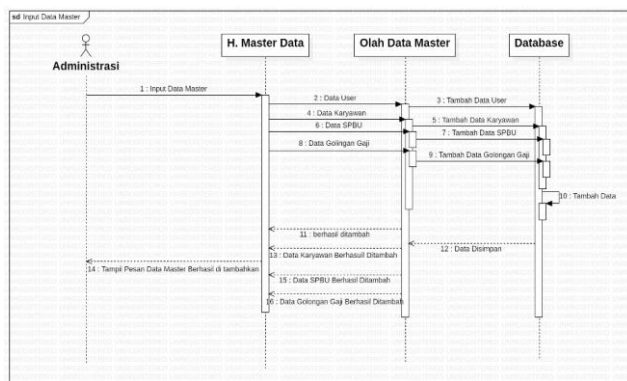 sd Input Data Master
H. Master Data
Olah Data Master
Database
Administrasi
1 : Input Data Master
2 : Data User
3 : Tambah Data User
4 : Data Karyawan
5 : Tambah Data Karyawan
6 : Data SPBU
7 : Tambah Data SPBU
8 : Data Golingan Gaji
9 : Tambah Data Golongan Gaji
10 : Tambah Data
11 : berhasil ditambah
12 : Data Disimpan
13 : Data Karyawan Berhasuil Ditambah
14 : Tampil Pesan Data Master Berhasil di tambahkan
15 : Data SPBU Berhasil Ditambah
16 : Data Golongan Gaji Berhasil Ditambah